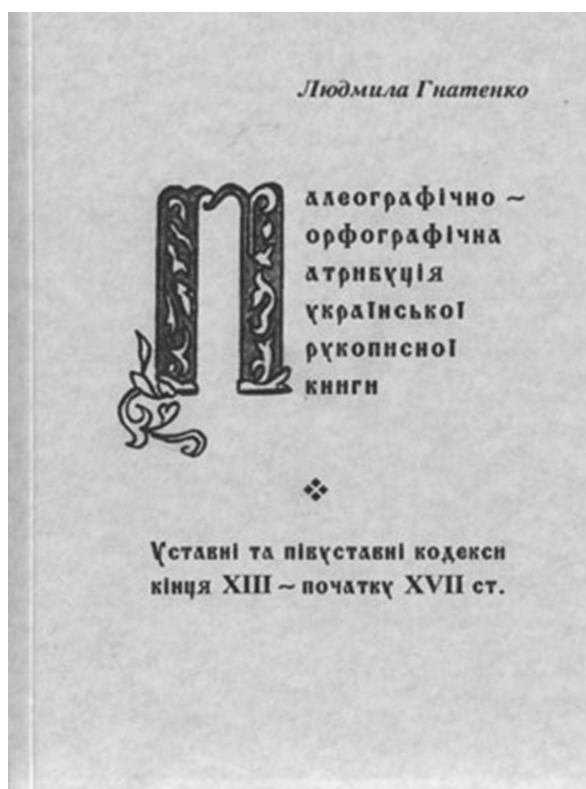 Людмила Гнатенко
Палеографічно ~
орфографічна
атрибуція
української
рукописної
книги
Уставні та півуставні кодекси
кінця XIII ~ початку XVII ст.